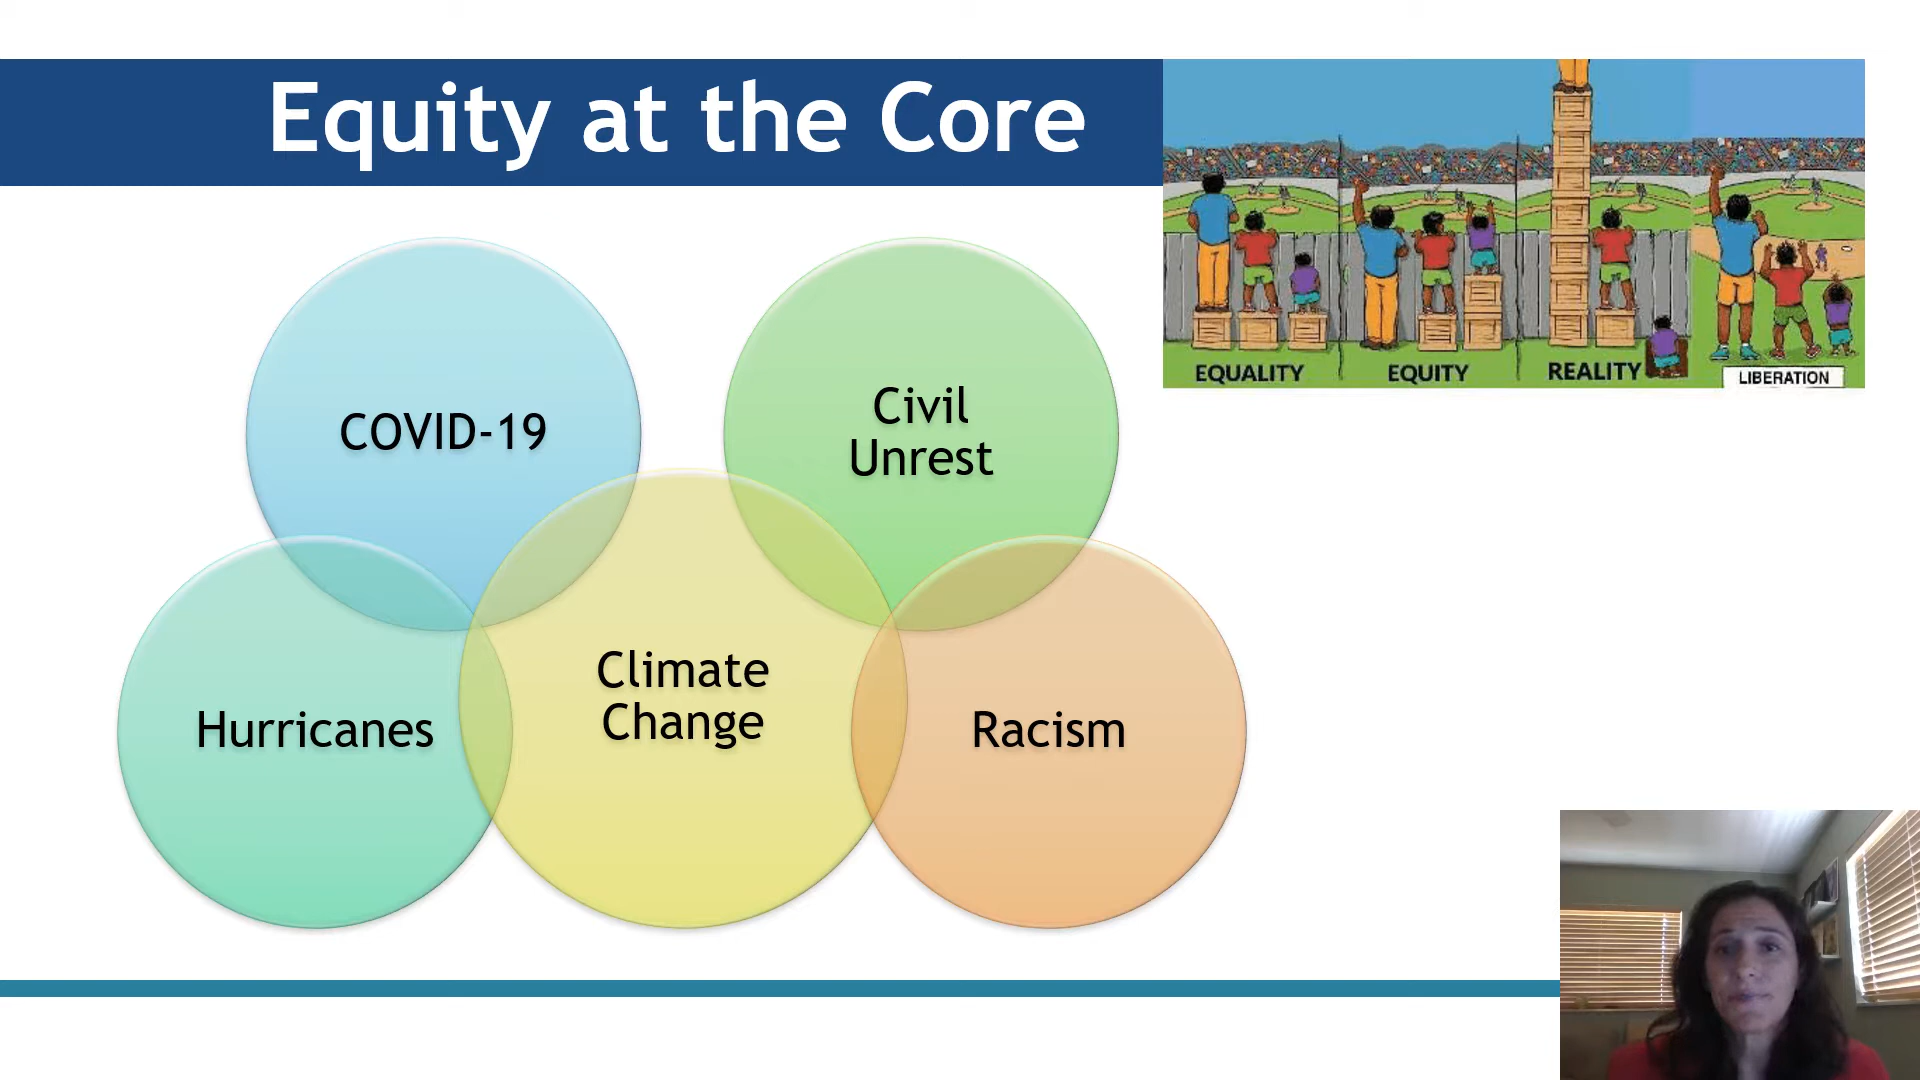 Equity at the Core
EQUALITY
EQUITY
REALITY
LIBERATION
COVID-19
Civil
Unrest
Hurricanes
Climate
Change
Racism